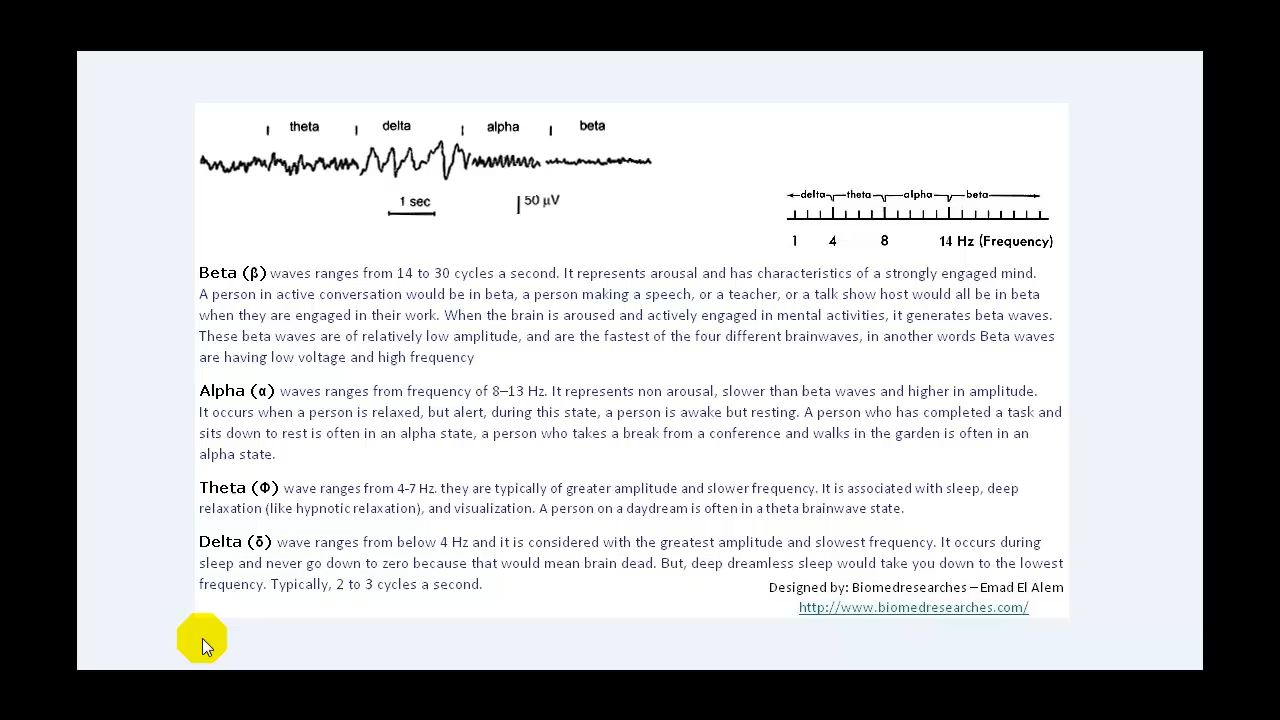 theta delta alpha beta
1 sec 50 μV
delta theta alpha beta
1 4 8 14 Hz (Frequency)
Beta (β) waves ranges from 14 to 30 cycles a second. It represents arousal and has characteristics of a strongly engaged mind.
A person in active conversation would be in beta, a person making a speech, or a teacher, or a talk show host would all be in beta
when they are engaged in their work. When the brain is aroused and actively engaged in mental activities, it generates beta waves.
These beta waves are of relatively low amplitude, and are the fastest of the four different brainwaves, in another words Beta waves
are having low voltage and high frequency
Alpha (α) waves ranges from frequency of 8–13 Hz. It represents non arousal, slower than beta waves and higher in amplitude.
It occurs when a person is relaxed, but alert, during this state, a person is awake but resting. A person who has completed a task and
sits down to rest is often in an alpha state, a person who takes a break from a conference and walks in the garden is often in an
alpha state.
Theta (Φ) wave ranges from 4-7 Hz. they are typically of greater amplitude and slower frequency. It is associated with sleep, deep
relaxation (like hypnotic relaxation), and visualization. A person on a daydream is often in a theta brainwave state.
Delta (δ) wave ranges from below 4 Hz and it is considered with the greatest amplitude and slowest frequency. It occurs during
sleep and never go down to zero because that would mean brain dead. But, deep dreamless sleep would take you down to the lowest
frequency. Typically, 2 to 3 cycles a second.
Designed by: Biomedresearches – Emad El Alem
http://www.biomedresearches.com/